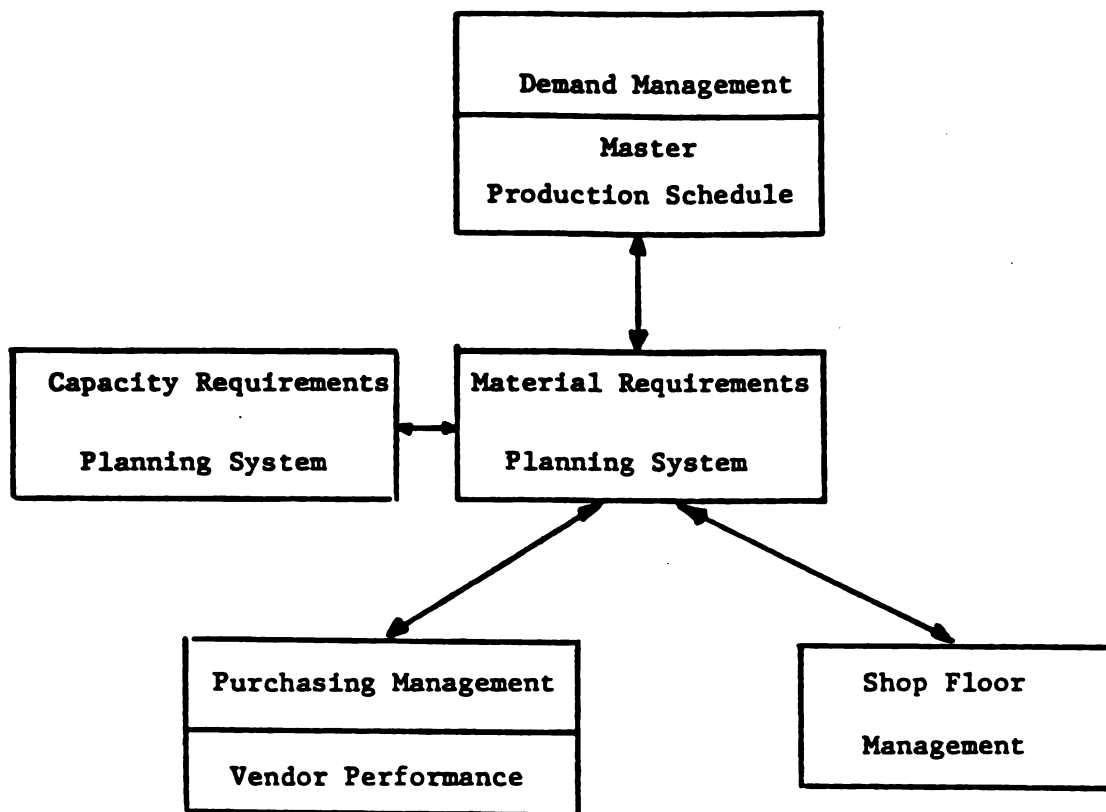 Demand Management
Master
Production Schedule
Capacity Requirements
Planning System
Material Requirements
Planning System
Purchasing Management
Vendor Performance
Shop Floor
Management